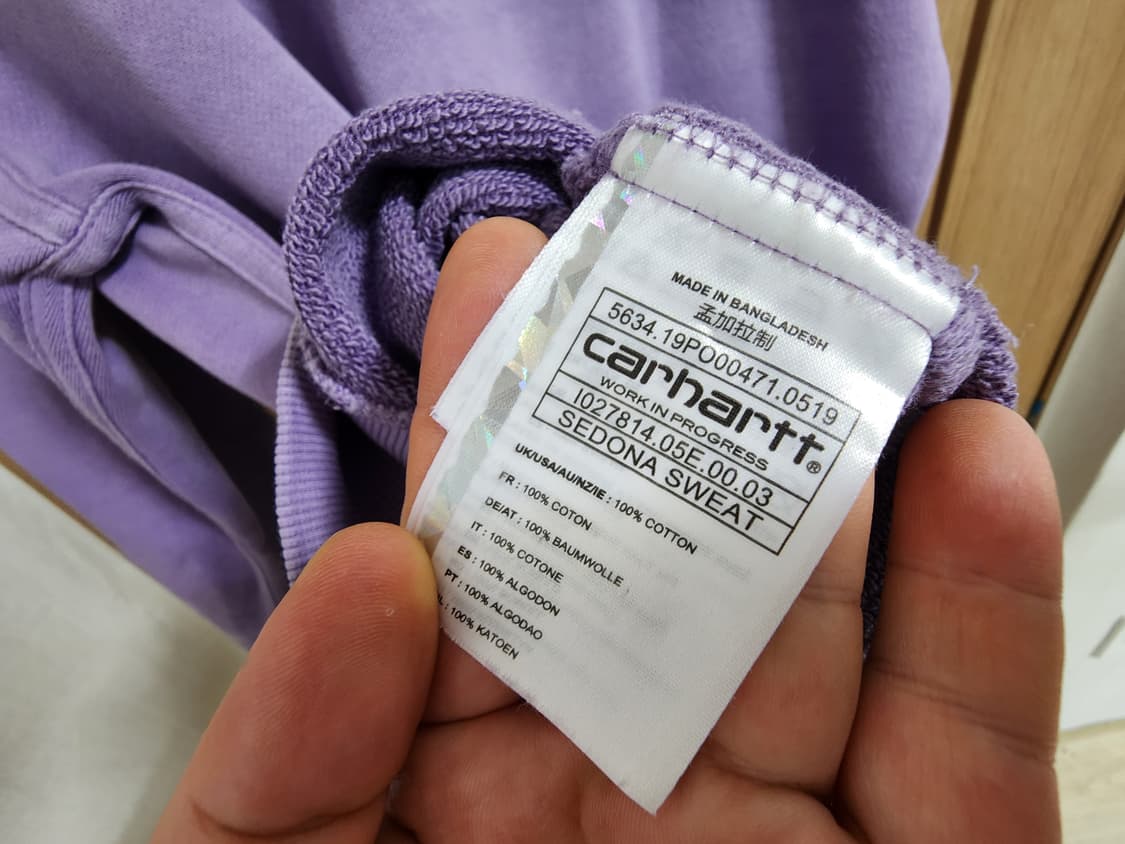 MADE IN BANGLADESH
孟加拉制
5634.19PO00471.0519
carhartt®
WORK IN PROGRESS
I027814.05E.00.03
SEDONA SWEAT
UK/USA/AU/NZ/IE : 100% COTTON
FR : 100% COTON
DE/AT : 100% BAUMWOLLE
IT : 100% COTONE
ES : 100% ALGODON
PT : 100% ALGODAO
NL : 100% KATOEN